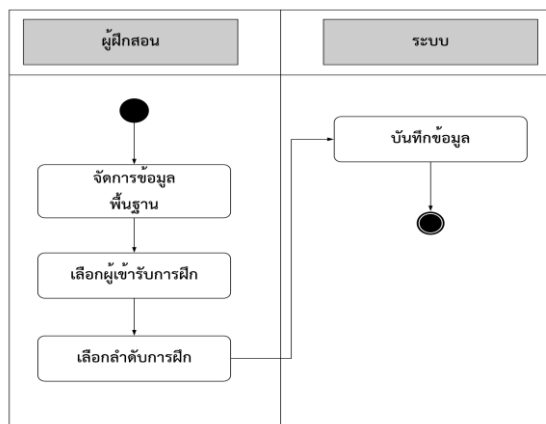 ผู้ฝึกสอน
ระบบ
จัดการข้อมูล
พื้นฐาน
เลือกผู้เข้ารับการฝึก
เลือกลำดับการฝึก
บันทึกข้อมูล